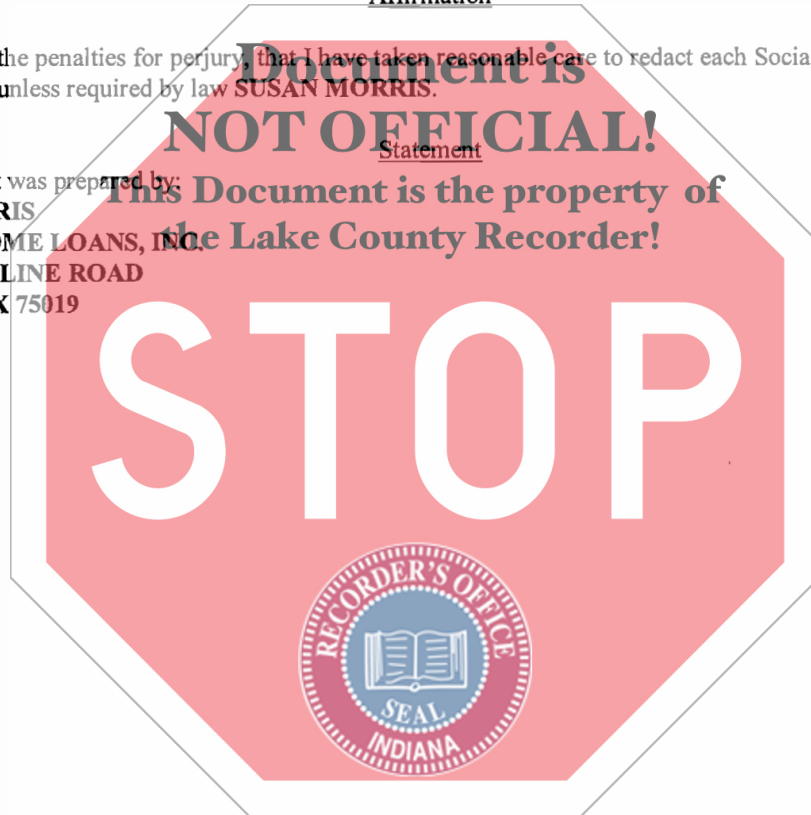 Affirmation
the penalties for perjury, that I have taken reasonable care to redact each Socia
unless required by law SUSAN MORRIS.
Document is
NOT OFFICIAL!
Statement
t was prepared by:
This Document is the property of
RIS
OME LOANS, INC.
the Lake County Recorder!
LINE ROAD
X 75019
STOP
RECORDER'S OFFICE
SEAL
INDIANA